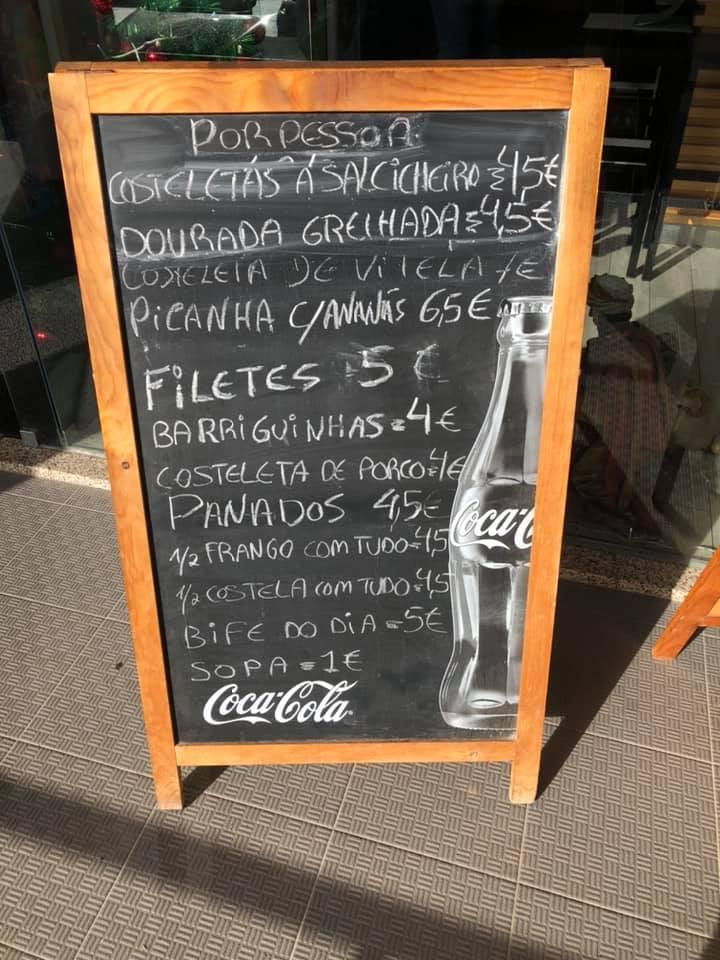 POR PESSOA
COSTELETAS Á SALCICHEIRO = 4,5€
DOURADA GRELHADA = 4,5€
COSTELETA DE VITELA 7€
PICANHA C/ANANÁS 6,5€
FILETES 5€
BARRIGUINHAS = 4€
COSTELETA DE PORCO = 4€
PANADOS 4,5€
1/2 FRANGO COM TUDO = 4,5
1/2 COSTELA COM TUDO = 4,5
BIFE DO DIA = 5€
SOPA = 1€
Coca-Cola
Coca-C